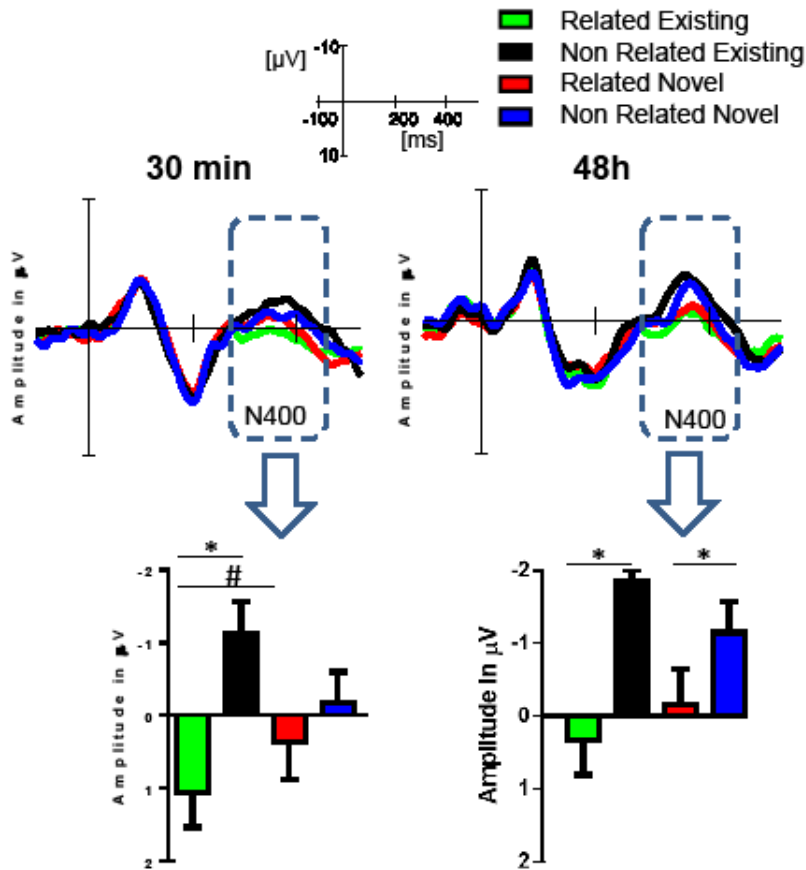 Related Existing
Non Related Existing
Related Novel
Non Related Novel
-10
[µV]
-100 200 400
[ms]
10
30 min
48h
Amplitude in µV
N400
Amplitude in µV
N400
*
#
-2
-1
0
1
2
Amplitude in µV
*
*
-2
-1
0
1
2
Amplitude In µV